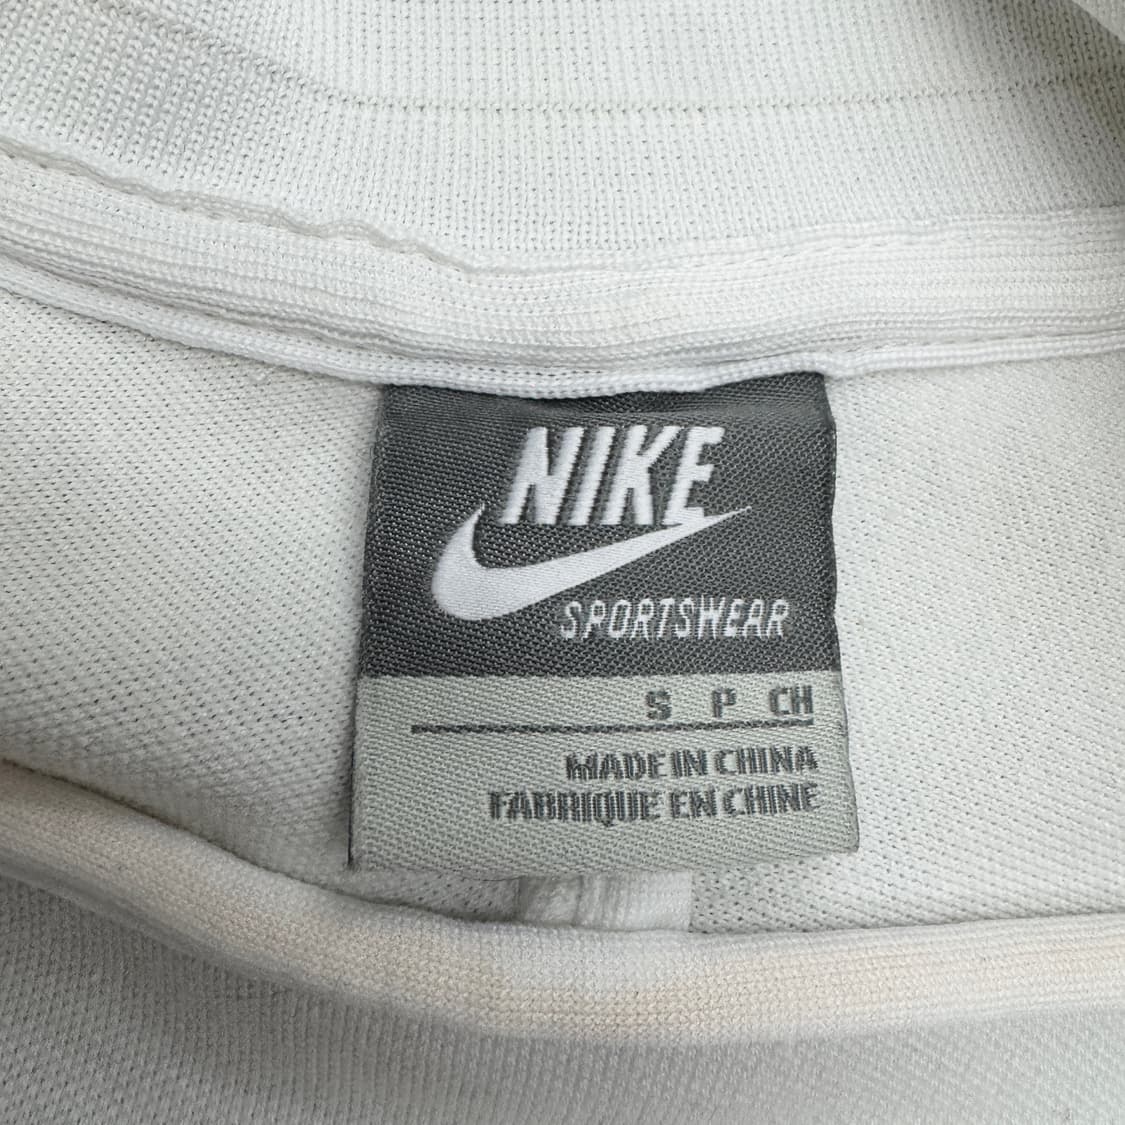 NIKE
SPORTSWEAR
S P CH
MADE IN CHINA
FABRIQUE EN CHINE